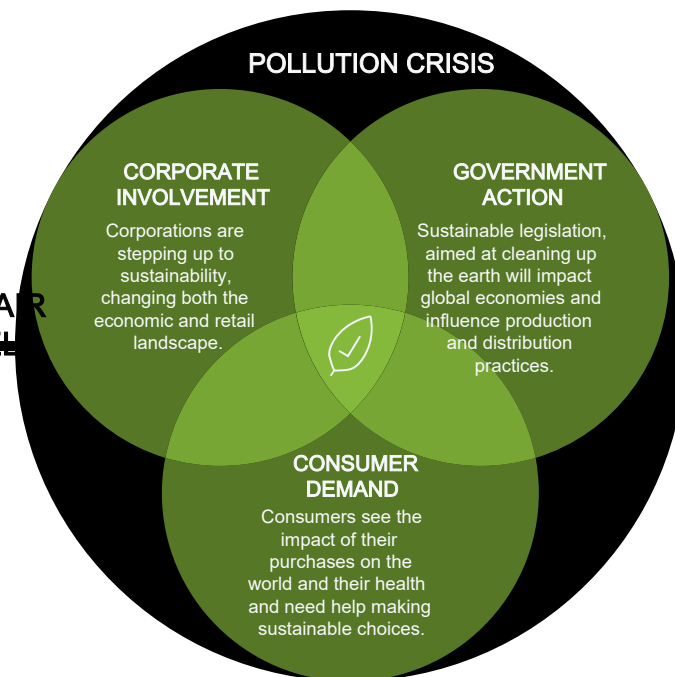 POLLUTION CRISIS
CORPORATE
INVOLVEMENT
Corporations are
stepping up to
sustainability,
changing both the
economic and retail
landscape.
GOVERNMENT
ACTION
Sustainable legislation,
aimed at cleaning up
the earth will impact
global economies and
influence production
and distribution
practices.
CONSUMER
DEMAND
Consumers see the
impact of their
purchases on the
world and their health
and need help making
sustainable choices.